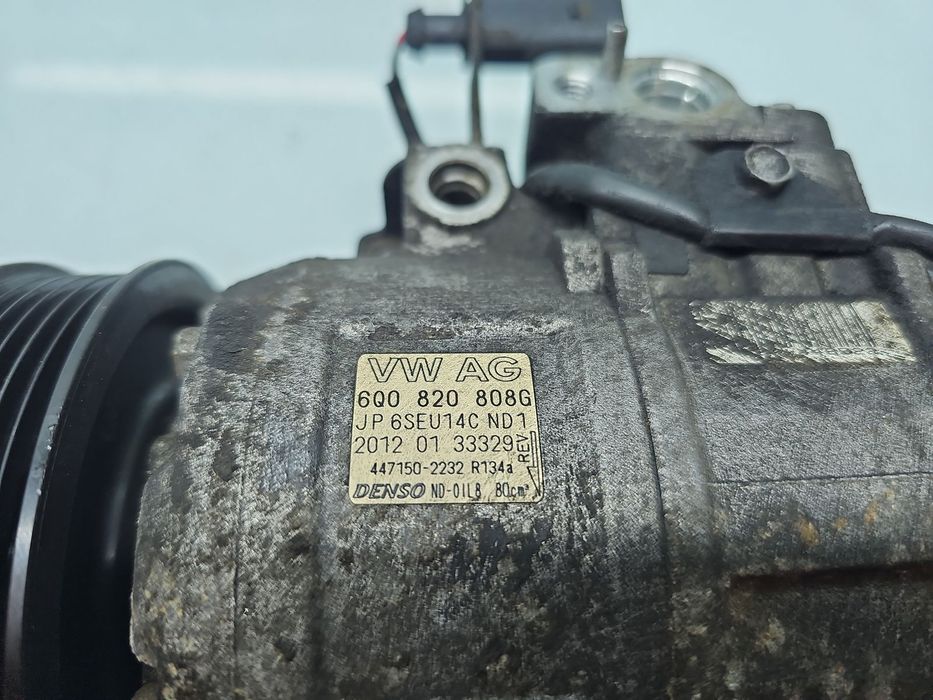 VW AG
6Q0 820 808G
JP 6SEU14C ND1
2012 01 33329
REV
447150-2232 R134a
DENSO ND-OIL8 80cm³